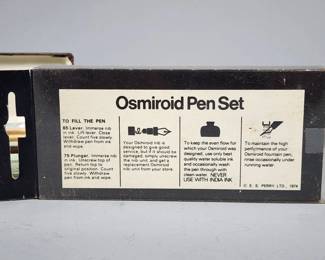 Osmiroid Pen Set
TO FILL THE PEN
65 Lever. Immerse nib
in ink. Lift lever. Close
lever. Count five slowly.
Withdraw pen from ink
and wipe.
75 Plunger. Immerse nib
in ink. Unscrew top of
pen. Return top to
original position. Count
five slowly. Withdraw
pen from ink and wipe.
Your Osmiroid nib is
designed to give good
service, but if it should be
damaged, simply unscrew
the nib unit, and get a
replacement Osmiroid
nib unit from your store.
To keep the even flow for
which your Osmiroid was
designed, use only best
quality water soluble ink
and occasionally wash
the pen through with
clean water. NEVER
USE WITH INDIA INK
To maintain the high
performance of your
Osmiroid fountain pen,
rinse occasionally under
running water.
© E. S. PERRY LTD., 1974